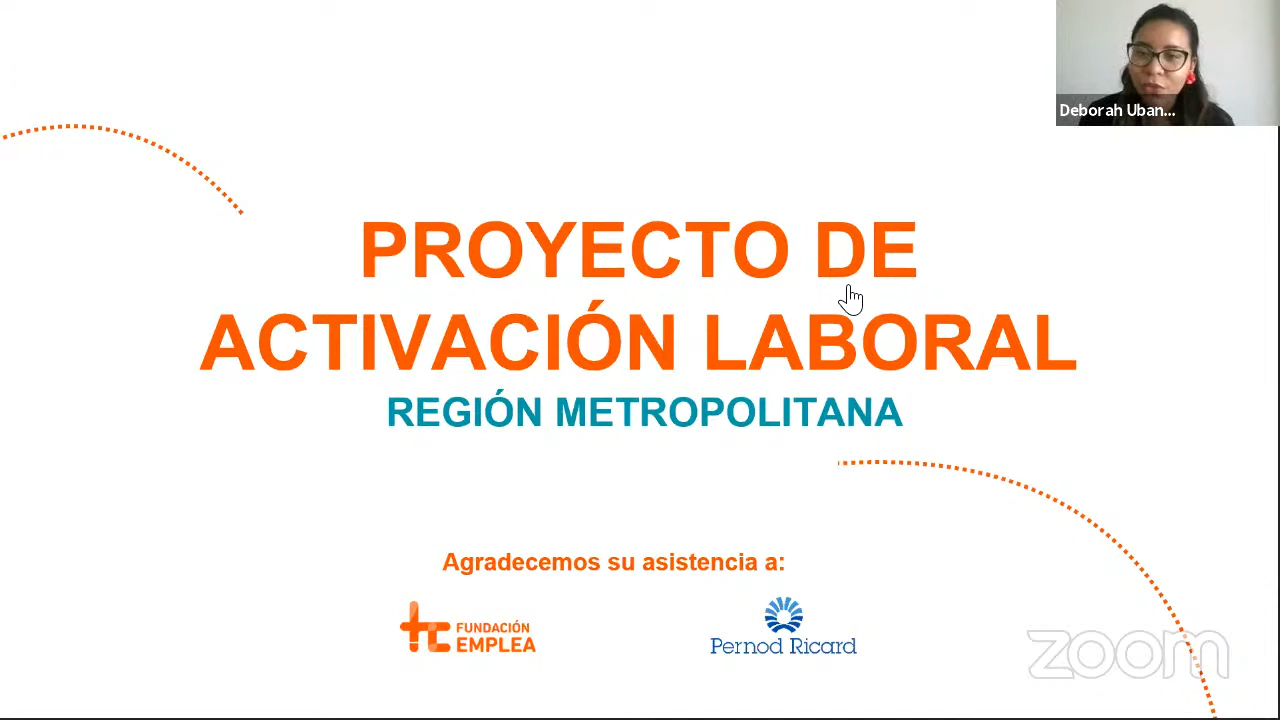 Deborah Uban...
PROYECTO DE
ACTIVACIÓN LABORAL
REGIÓN METROPOLITANA
Agradecemos su asistencia a:
FUNDACIÓN
EMPLEA
Pernod Ricard
zoom